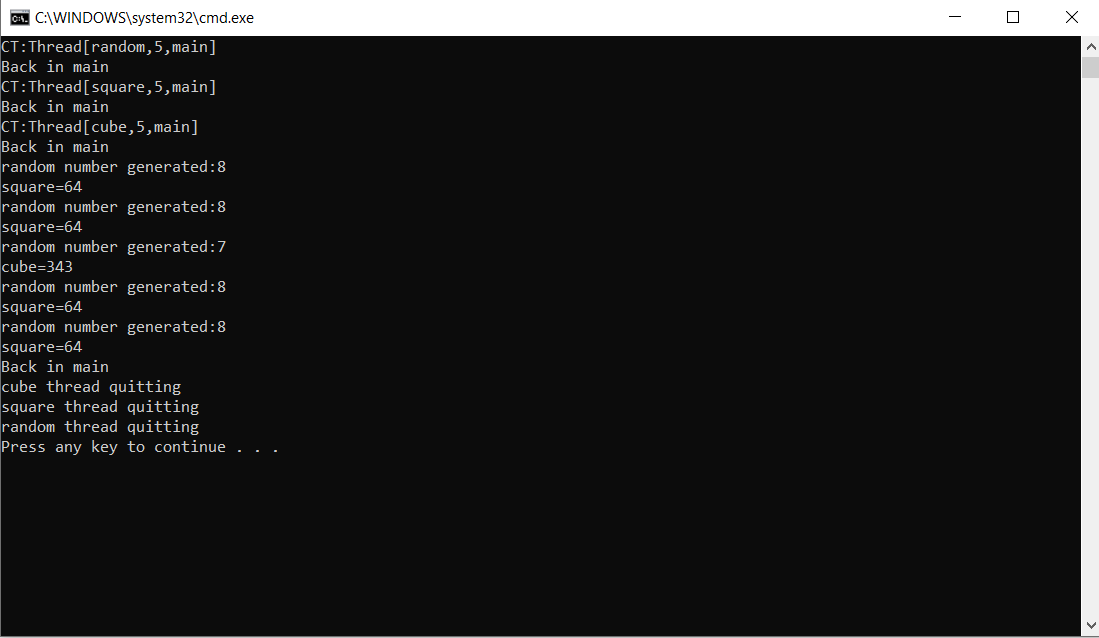 C:\WINDOWS\system32\cmd.exe
CT:Thread[random,5,main]
Back in main
CT:Thread[square,5,main]
Back in main
CT:Thread[cube,5,main]
Back in main
random number generated:8
square=64
random number generated:8
square=64
random number generated:7
cube=343
random number generated:8
square=64
random number generated:8
square=64
Back in main
cube thread quitting
square thread quitting
random thread quitting
Press any key to continue . . .